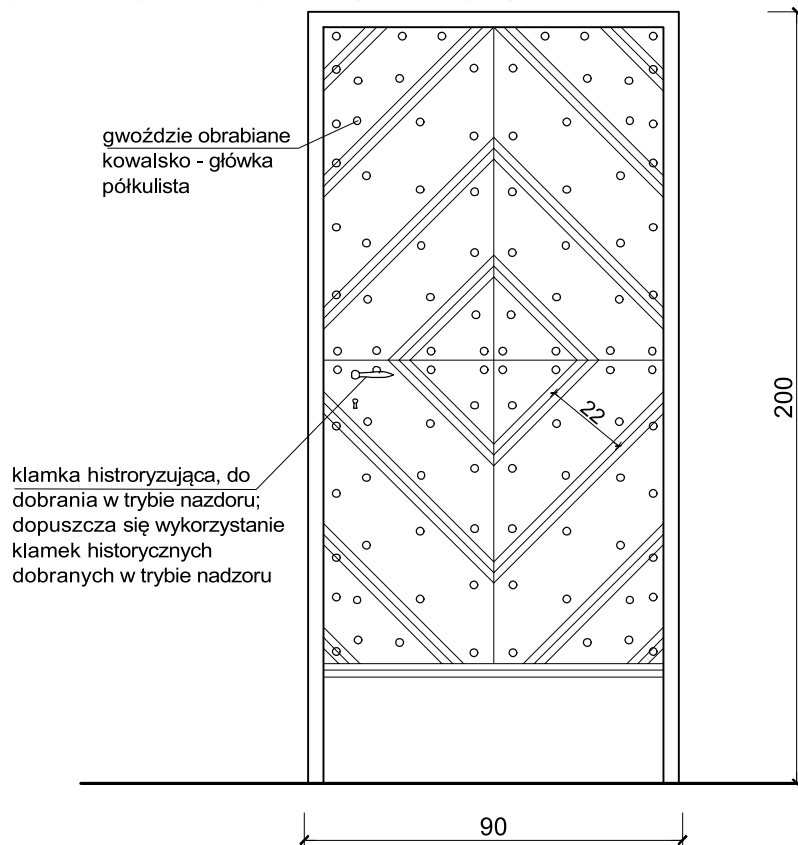 gwoździe obrabiane
kowalsko - główka
półkulista
200
22
klamka histroryzująca, do
dobrania w trybie nazdoru;
dopuszcza się wykorzystanie
klamek historycznych
dobranych w trybie nadzoru
90